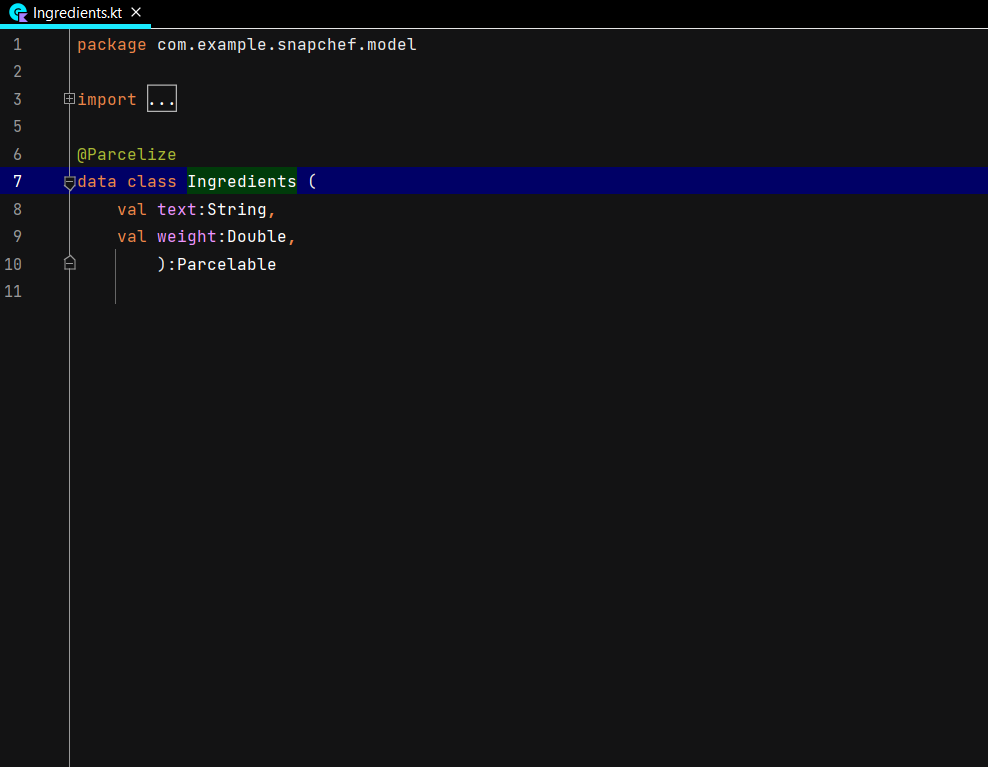 Ingredients.kt
1 package com.example.snapchef.model
2
3 import ...
5
6 @Parcelize
7 data class Ingredients (
8     val text:String,
9     val weight:Double,
10         ):Parcelable
11